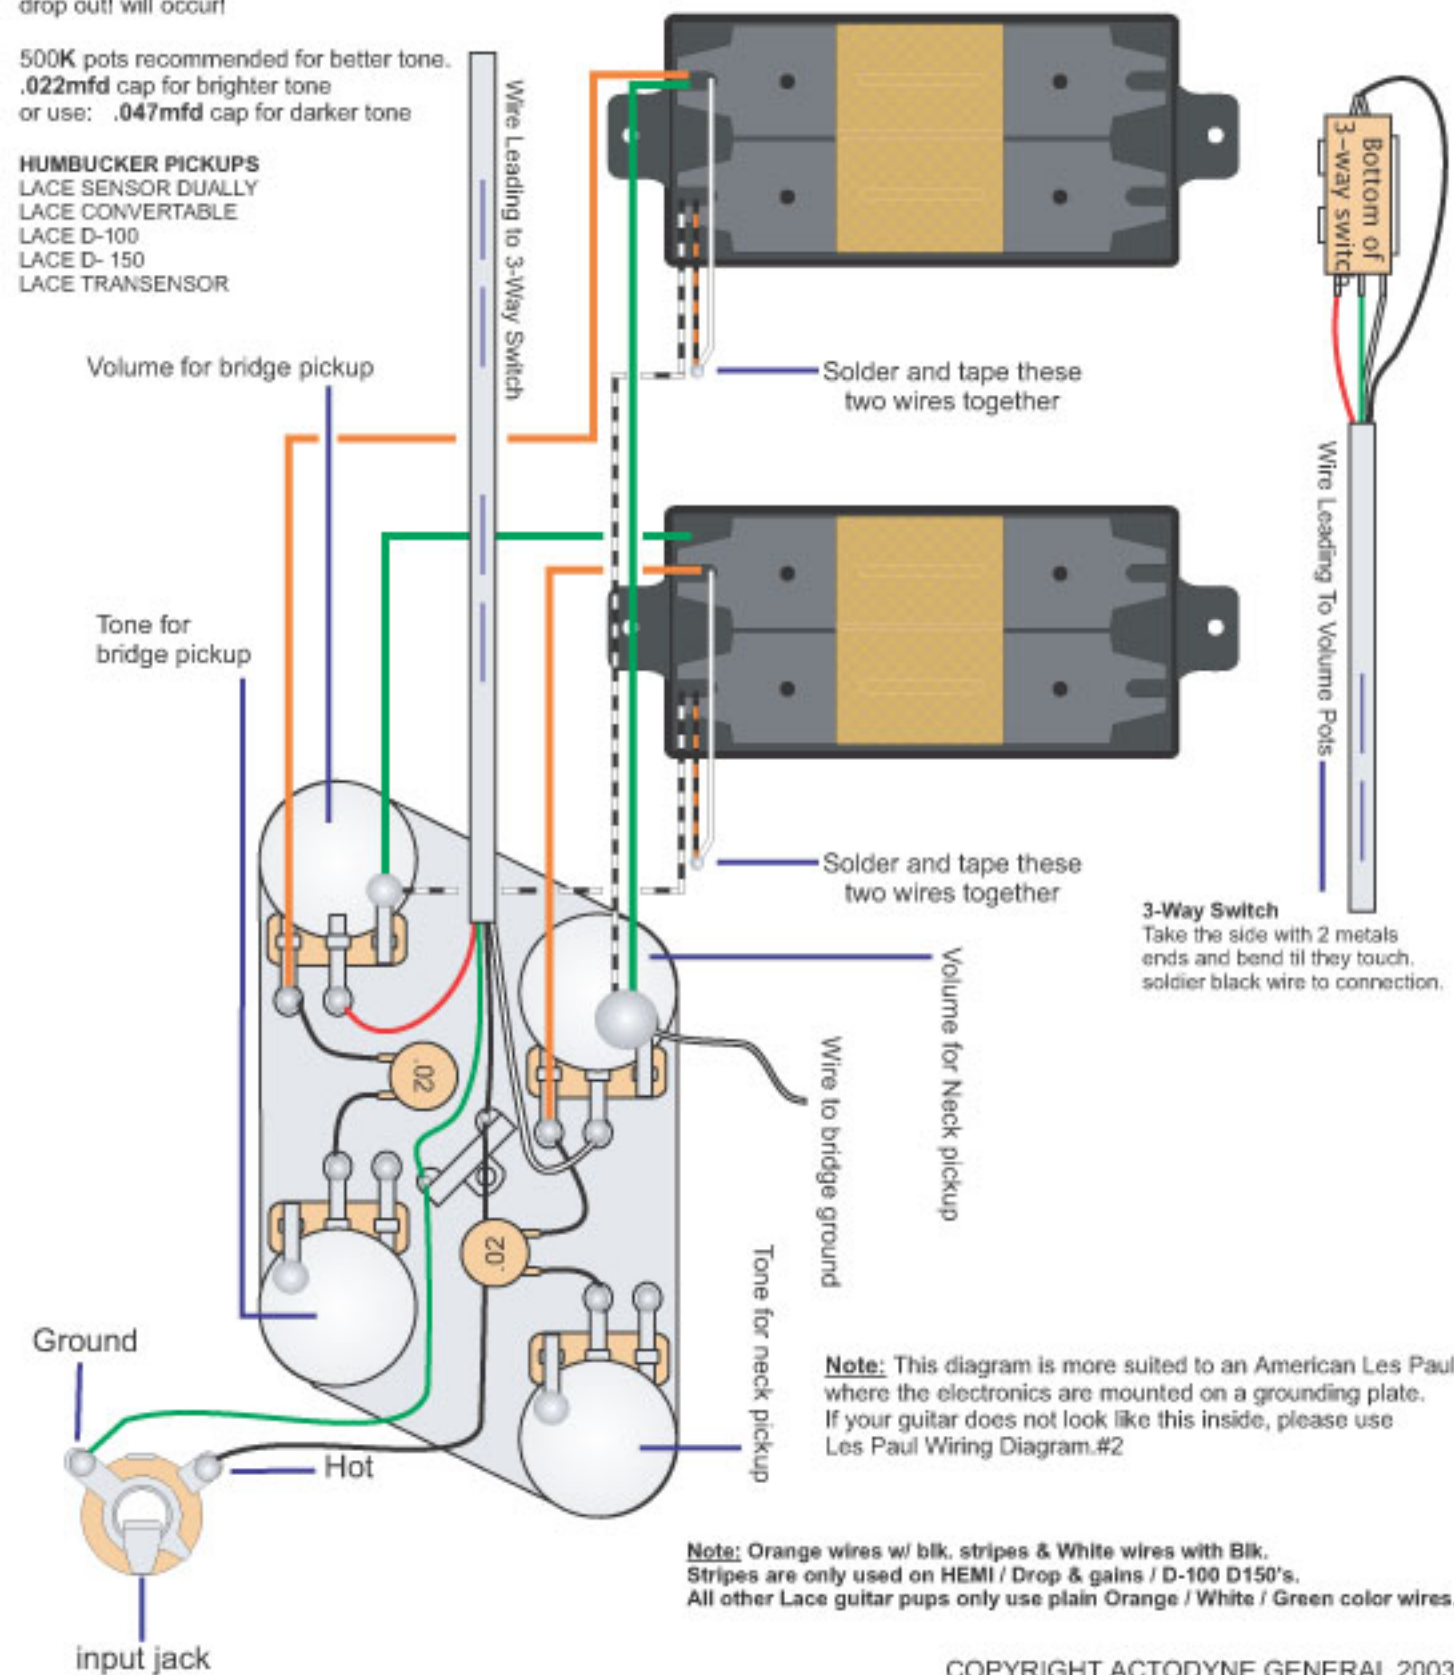 drop out! will occur!
500K pots recommended for better tone.
.022mfd cap for brighter tone
or use: .047mfd cap for darker tone
HUMBUCKER PICKUPS
LACE SENSOR DUALLY
LACE CONVERTABLE
LACE D-100
LACE D- 150
LACE TRANSENSOR
Wire Leading to 3-Way Switch
Bottom of
3-way switch
Volume for bridge pickup
Solder and tape these
two wires together
Wire Leading To Volume Pots
Tone for
bridge pickup
Solder and tape these
two wires together
3-Way Switch
Take the side with 2 metals
ends and bend til they touch.
soldier black wire to connection.
Volume for Neck pickup
Wire to bridge ground
.02
.02
Tone for neck pickup
Ground
Hot
input jack
Note: This diagram is more suited to an American Les Paul
where the electronics are mounted on a grounding plate.
If your guitar does not look like this inside, please use
Les Paul Wiring Diagram.#2
Note: Orange wires w/ blk. stripes & White wires with Blk.
Stripes are only used on HEMI / Drop & gains / D-100 D150's.
All other Lace guitar pups only use plain Orange / White / Green color wires.
COPYRIGHT ACTODYNE GENERAL 2003